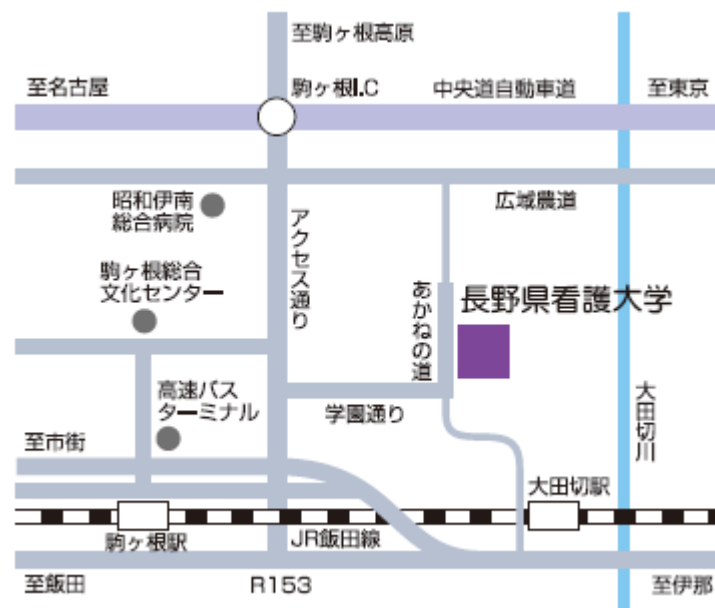 至駒ヶ根高原
至名古屋
駒ヶ根I.C
中央道自動車道
至東京
昭和伊南
総合病院
広域農道
アクセス通り
駒ヶ根総合
文化センター
あかねの道
長野県看護大学
高速バス
ターミナル
学園通り
大田切川
至市街
大田切駅
駒ヶ根駅
JR飯田線
至飯田
R153
至伊那